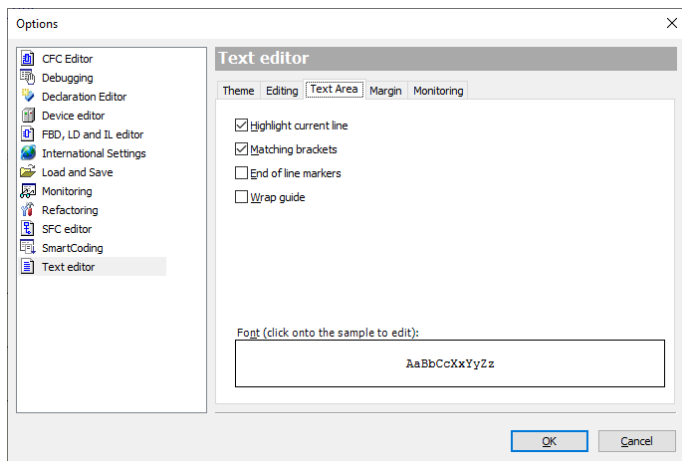 Options
CFC Editor
Debugging
Declaration Editor
Device editor
FBD, LD and IL editor
International Settings
Load and Save
Monitoring
Refactoring
SFC editor
SmartCoding
Text editor
Text editor
Theme Editing Text Area Margin Monitoring
Highlight current line
Matching brackets
End of line markers
Wrap guide
Font (click onto the sample to edit):
AaBbCcXxYyZz
OK Cancel